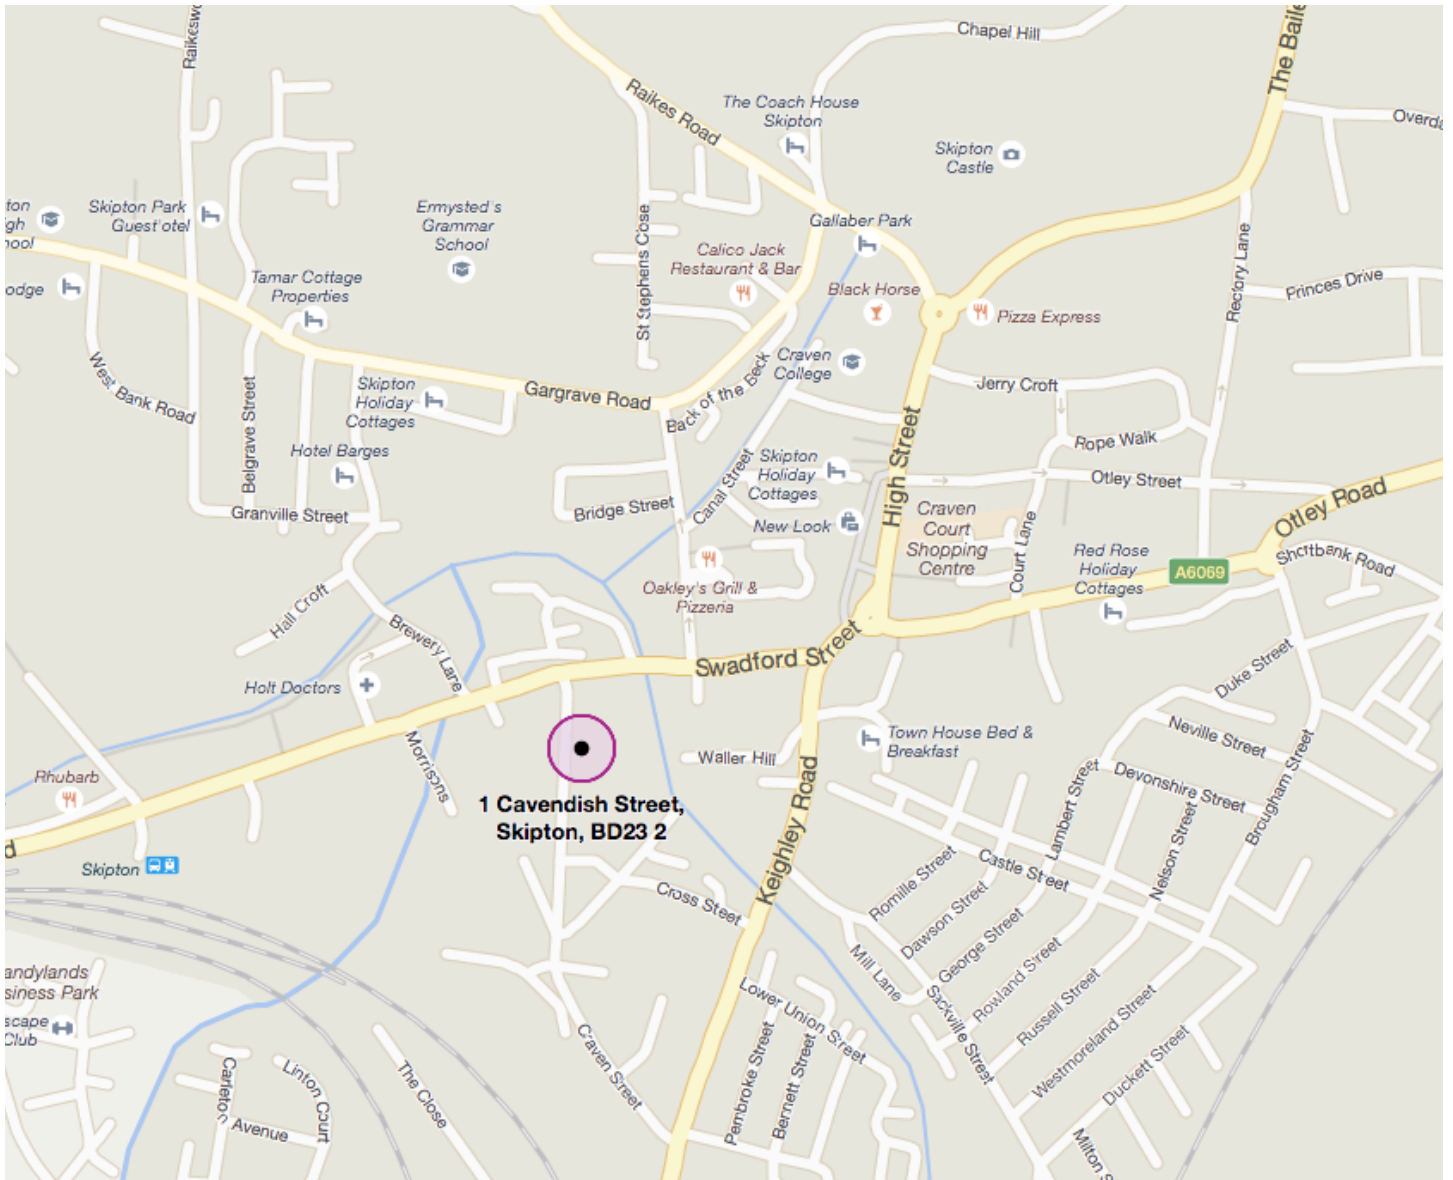 Raikeswo
Chapel Hill
The Baile
Raikes Road
The Coach House
Skipton
Skipton
Castle
Overda
ton
igh
hool
Skipton Park
Guest'otel
Ermysted's
Grammar
School
St Stephens Cose
Gallaber Park
Calico Jack
Restaurant & Bar
Rectory Lane
odge
Tamar Cottage
Properties
Black Horse
Pizza Express
Princes Drive
West Bank Road
Belgrave Street
Skipton
Holiday
Cottages
Gargrave Road
Back of the Beck
Craven
College
Jerry Croft
High Street
Rope Walk
Hotel Barges
Granville Street
Bridge Street
Canal Street
Skipton
Holiday
Cottages
New Look
Otley Street
Otley Road
Craven
Court
Shopping
Centre
Court Lane
Red Rose
Holiday
Cottages
A6069
Shortbank Road
Oakley's Grill &
Pizzeria
Hall Croft
Brewery Lane
Swadford Street
Holt Doctors
Duke Street
Morrisons
Waller Hill
Town House Bed &
Breakfast
Neville Street
Devonshire Street
Brougham Street
Rhubarb
d
Skipton
1 Cavendish Street,
Skipton, BD23 2
Keighley Road
Lambert Street
Nelson Street
Castle Street
Romille Street
Dawson Street
George Street
Rowland Street
Russell Street
Westmoreland Street
Duckett Street
Cross Steet
Mill Lane
Sackville Street
Lower Union Street
Pembroke Street
Bennett Street
Craven Street
andylands
siness Park
scape
Club
Carleton
Avenue
Linton Court
The Close
Milton S